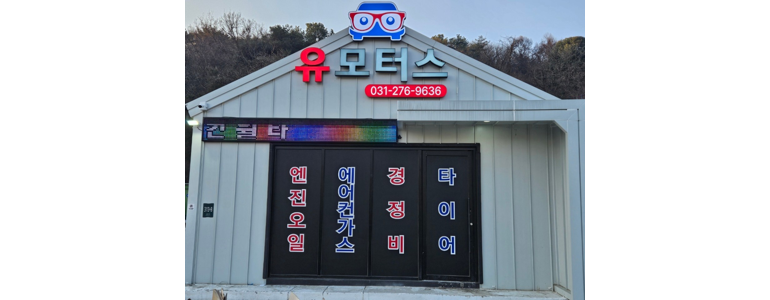 유모터스
031-276-9636
엔진오일
에어컨가스
경정비
타이어